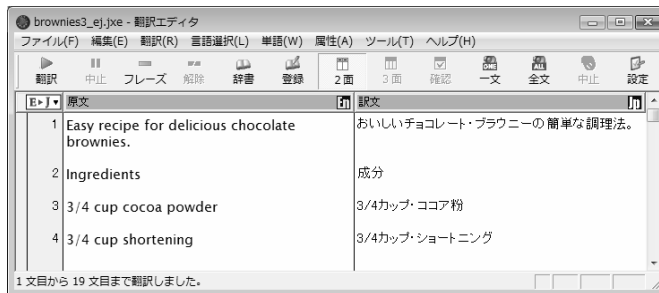 brownies3_ej.jxe - 翻訳エディタ
ファイル(F) 編集(E) 翻訳(R) 言語選択(L) 単語(W) 属性(A) ツール(T) ヘルプ(H)
翻訳 中止 フレーズ 解除 辞書 登録 2面 3面 確認 一文 全文 中止 設定
E▸J▾ 原文 訳文
1 Easy recipe for delicious chocolate おいしいチョコレート・ブラウニーの簡単な調理法。
brownies.
2 Ingredients 成分
3 3/4 cup cocoa powder 3/4カップ・ココア粉
4 3/4 cup shortening 3/4カップ・ショートニング
1 文目から 19 文目まで翻訳しました。